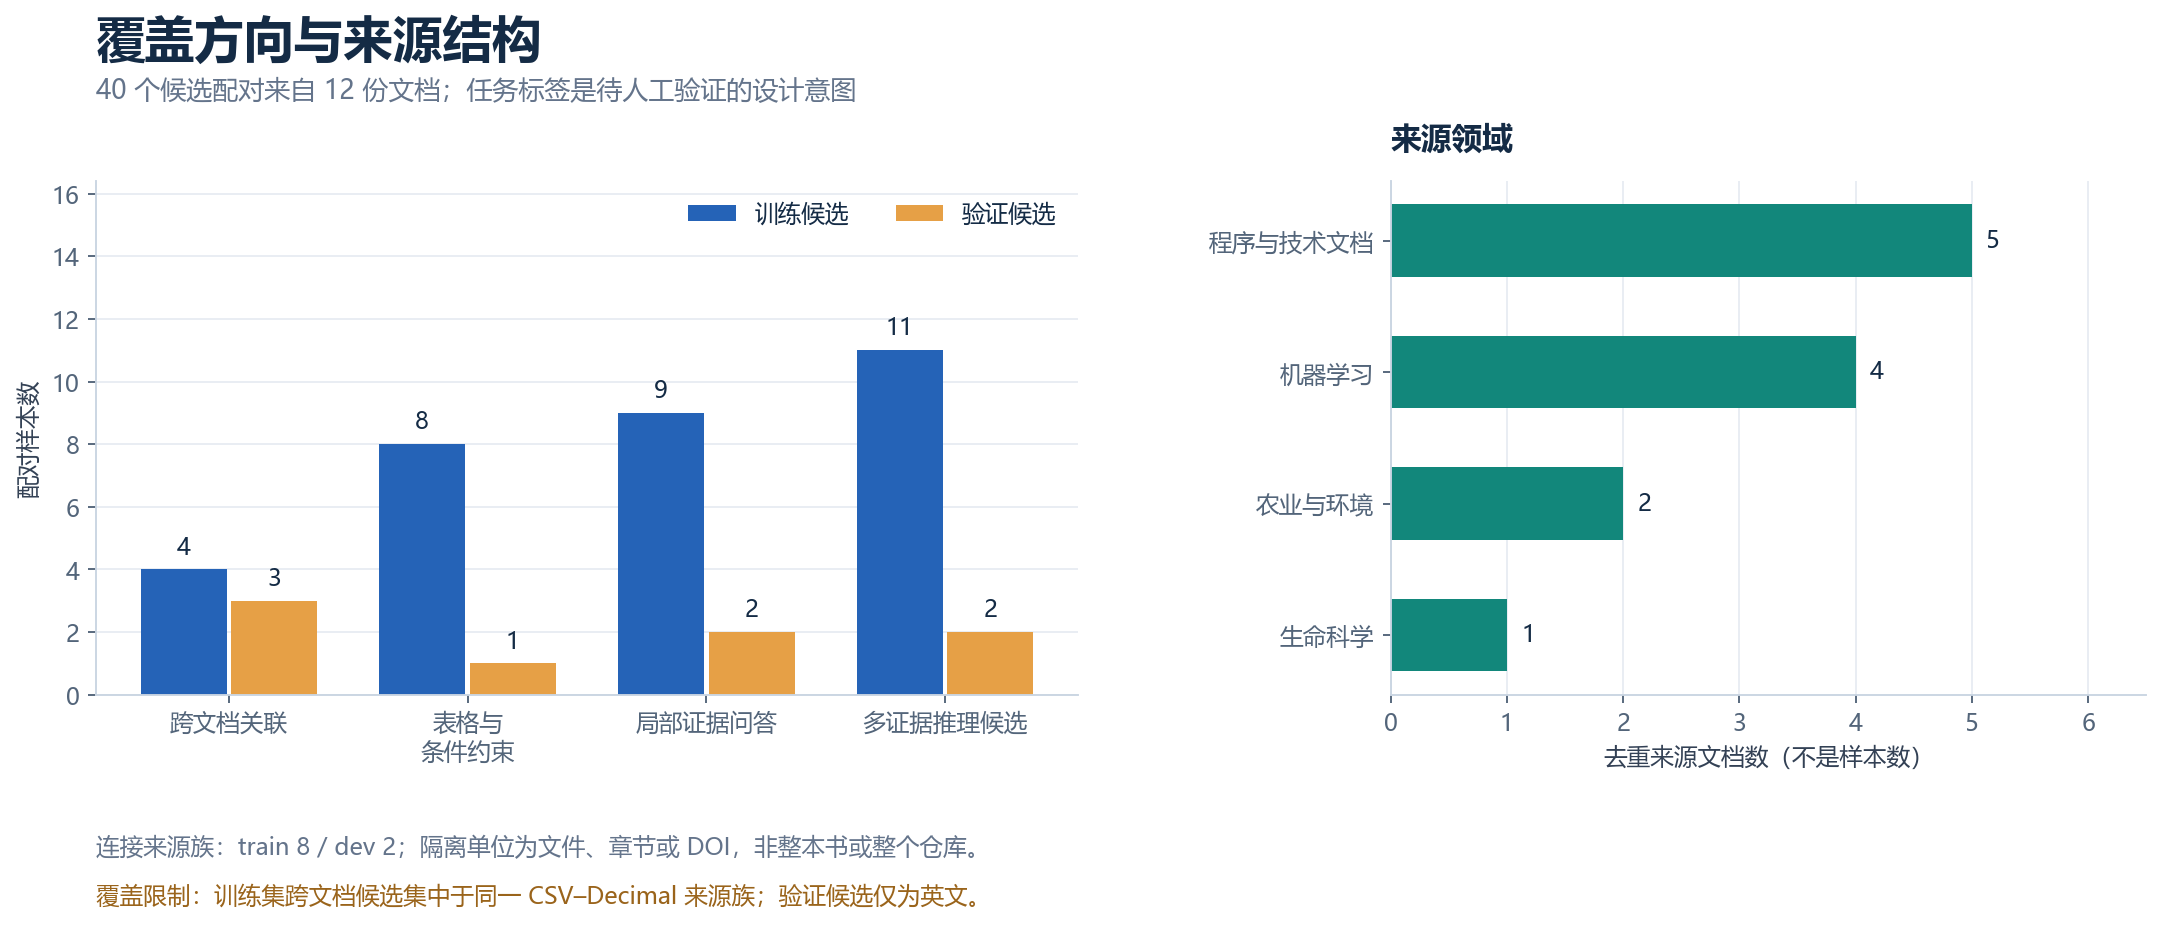 覆盖方向与来源结构
40 个候选配对来自 12 份文档；任务标签是待人工验证的设计意图
配对样本数
16
14
12
10
8
6
4
2
0
训练候选
验证候选
4
3
8
1
9
2
11
2
跨文档关联
表格与
条件约束
局部证据问答
多证据推理候选
来源领域
程序与技术文档
5
机器学习
4
农业与环境
2
生命科学
1
0 1 2 3 4 5 6
去重来源文档数（不是样本数）
连接来源族：train 8 / dev 2；隔离单位为文件、章节或 DOI，非整本书或整个仓库。
覆盖限制：训练集跨文档候选集中于同一 CSV–Decimal 来源族；验证候选仅为英文。